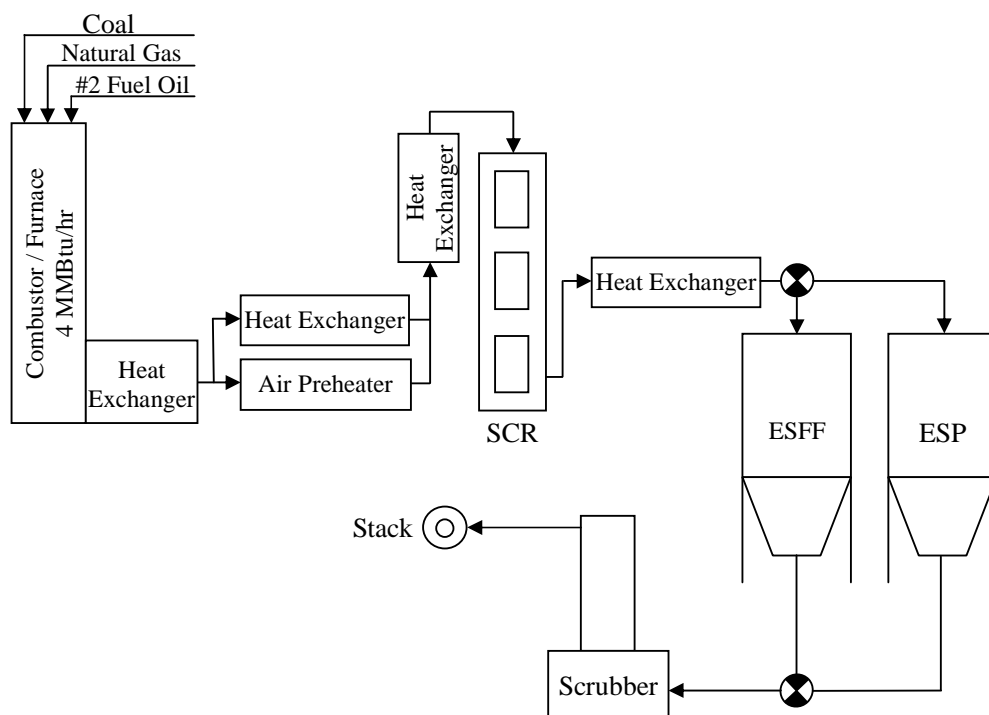 Coal
Natural Gas
#2 Fuel Oil
Combustor / Furnace
4 MMBtu/hr
Heat
Exchanger
Heat Exchanger
Air Preheater
Heat
Exchanger
SCR
Heat Exchanger
ESFF
ESP
Stack
Scrubber